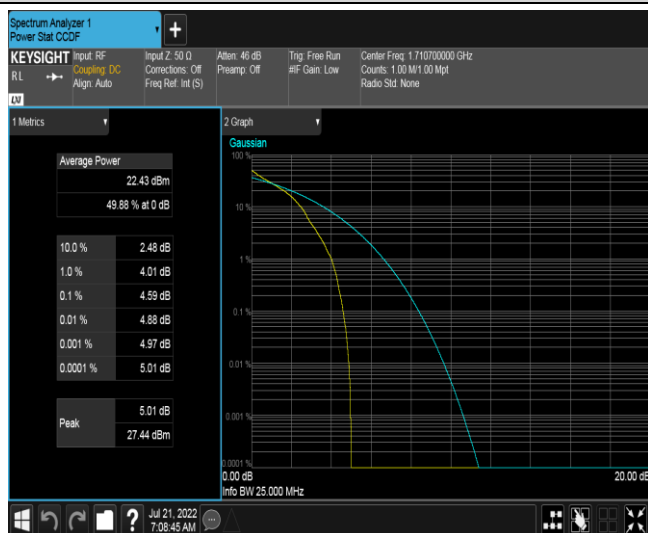 Spectrum Analyzer 1
Power Stat CCDF
+
KEYSIGHT
RL
LXI
Input: RF
Coupling: DC
Align: Auto
Input Z: 50 Ω
Corrections: Off
Freq Ref: Int (S)
Atten: 46 dB
Preamp: Off
Trig: Free Run
#IF Gain: Low
Center Freq: 1.710700000 GHz
Counts: 1.00 M/1.00 Mpt
Radio Std: None
1 Metrics
Average Power
22.43 dBm
49.88 % at 0 dB
10.0 % 2.48 dB
1.0 % 4.01 dB
0.1 % 4.59 dB
0.01 % 4.88 dB
0.001 % 4.97 dB
0.0001 % 5.01 dB
Peak
5.01 dB
27.44 dBm
2 Graph
Gaussian
100 %
10 %
1 %
0.1 %
0.01 %
0.001 %
0.0001 %
0.00 dB
20.00 dB
Info BW 25.000 MHz
?
Jul 21, 2022
7:08:45 AM